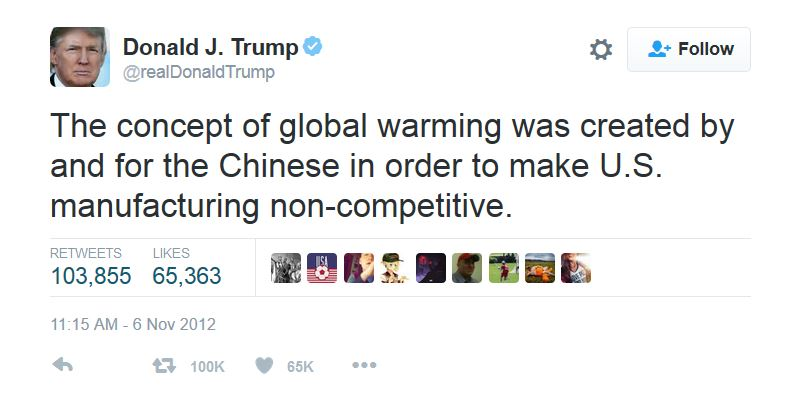 Donald J. Trump
@realDonaldTrump
Follow
The concept of global warming was created by
and for the Chinese in order to make U.S.
manufacturing non-competitive.
RETWEETS LIKES
103,855 65,363
USA
11:15 AM - 6 Nov 2012
100K 65K